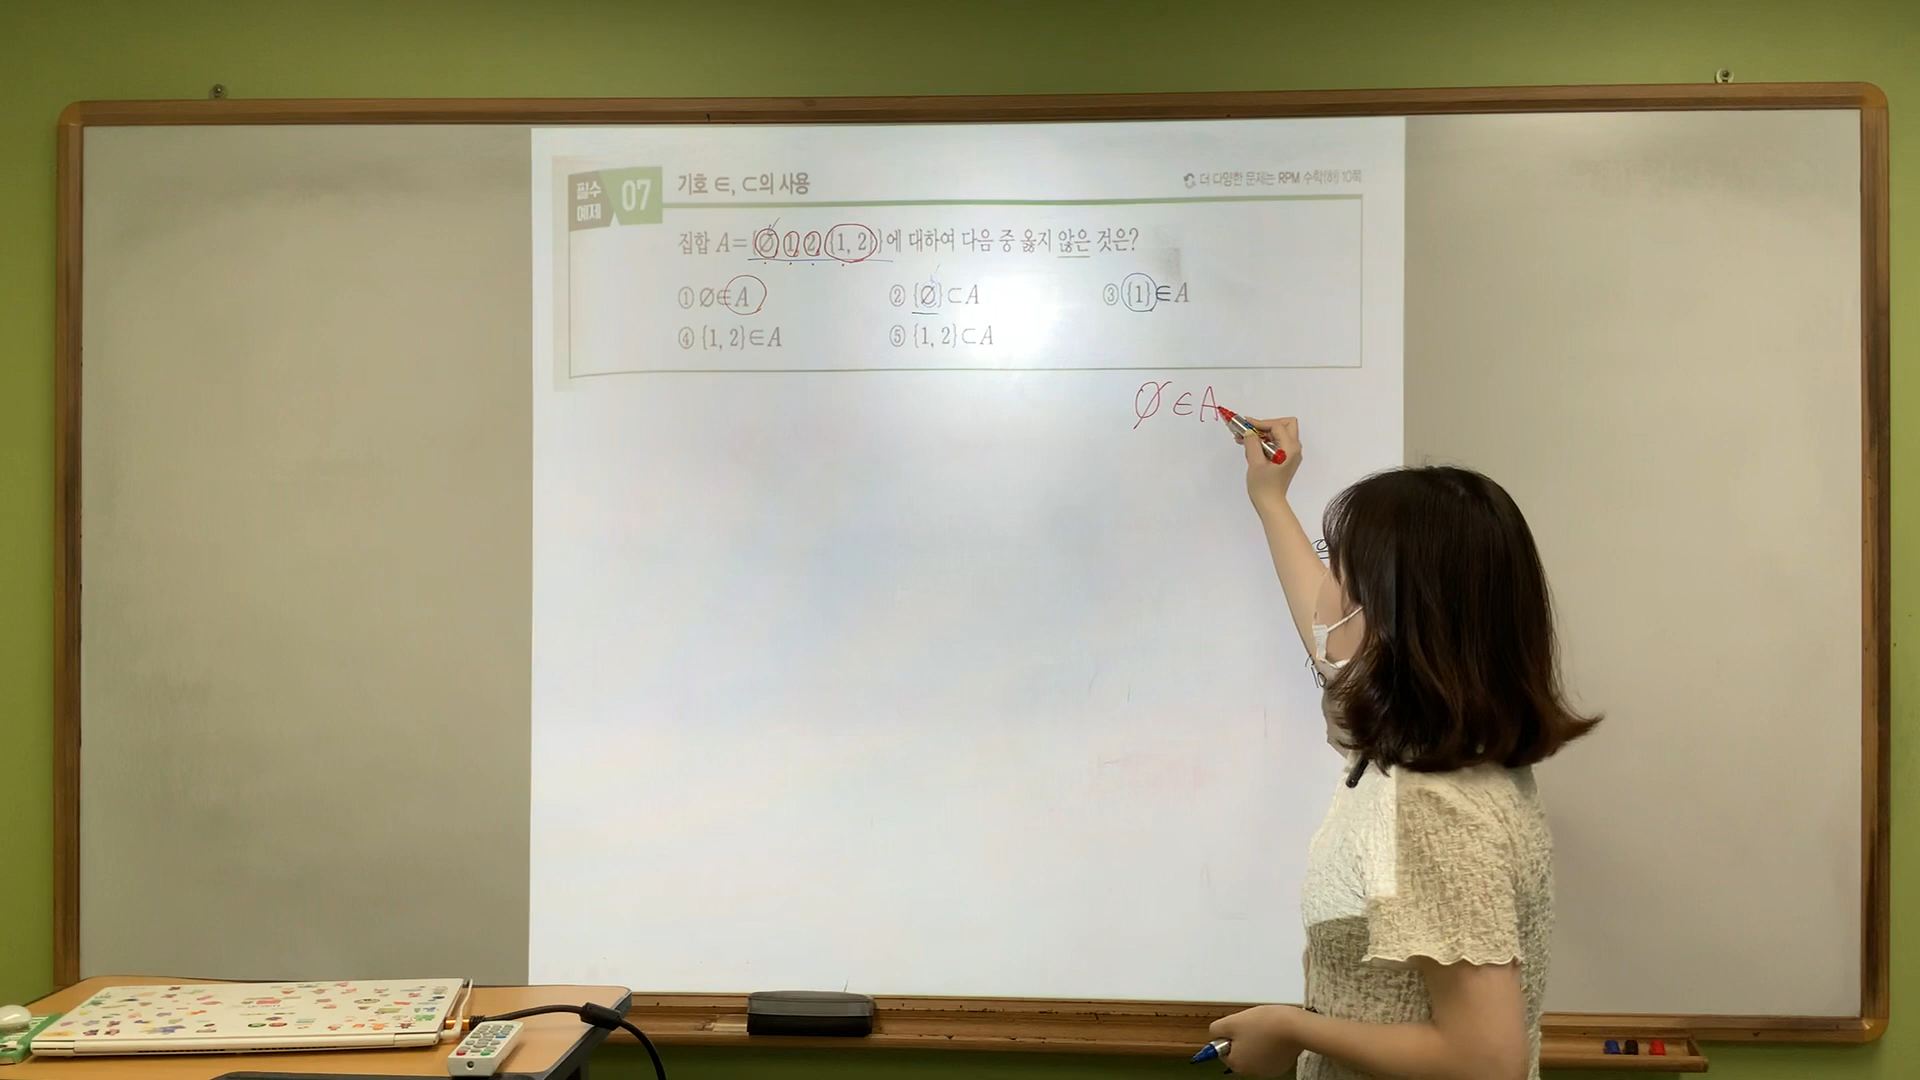 필수 예제 07 기호 ∈, ⊂의 사용 더 다양한 문제는 RPM 수학(하) 10쪽
집합 A={∅, 1, 2, {1, 2}}에 대하여 다음 중 옳지 않은 것은?
① ∅∈A ② {∅}⊂A ③ {1}∈A
④ {1, 2}∈A ⑤ {1, 2}⊂A
∅∈A